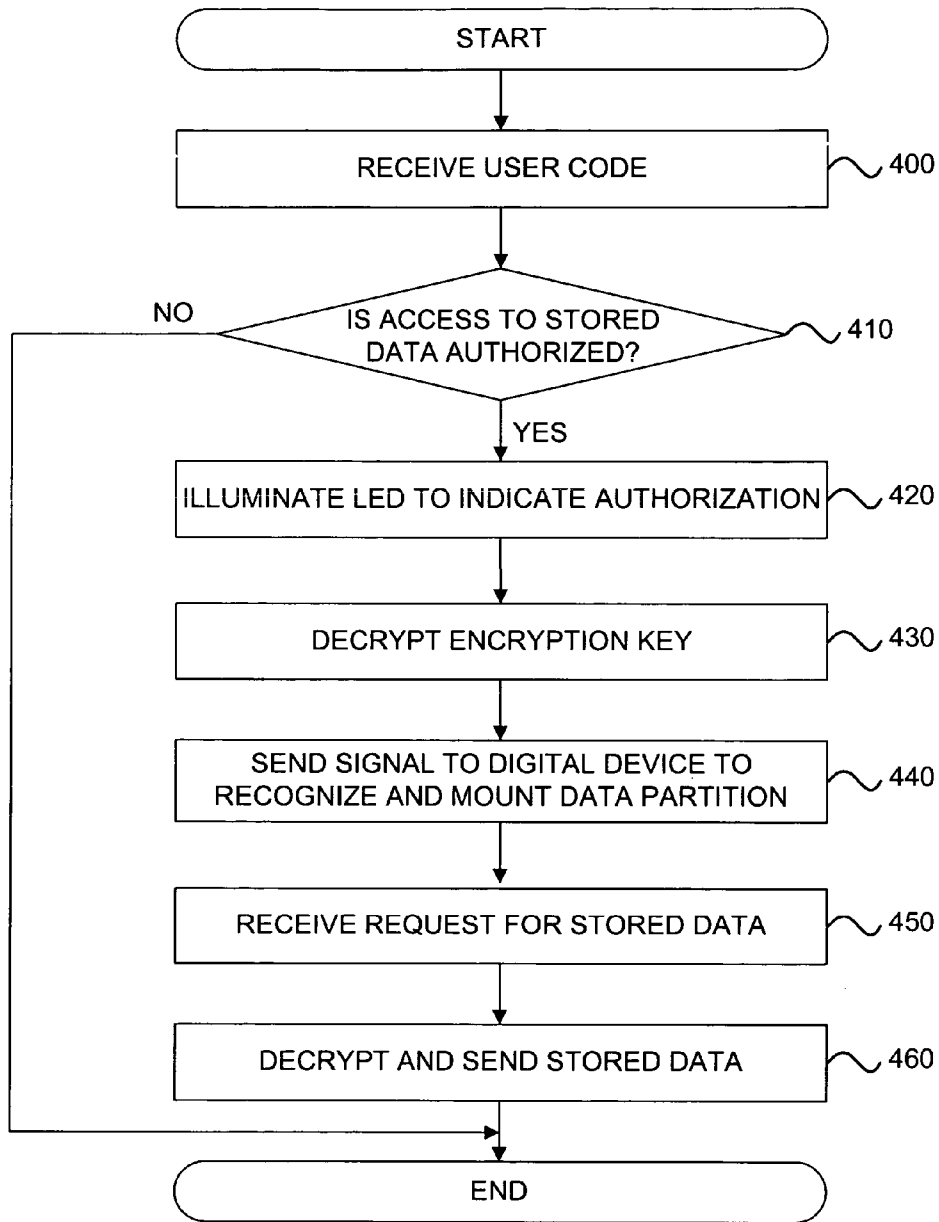 START
RECEIVE USER CODE
400
NO
IS ACCESS TO STORED
DATA AUTHORIZED?
410
YES
ILLUMINATE LED TO INDICATE AUTHORIZATION
420
DECRYPT ENCRYPTION KEY
430
SEND SIGNAL TO DIGITAL DEVICE TO
RECOGNIZE AND MOUNT DATA PARTITION
440
RECEIVE REQUEST FOR STORED DATA
450
DECRYPT AND SEND STORED DATA
460
END